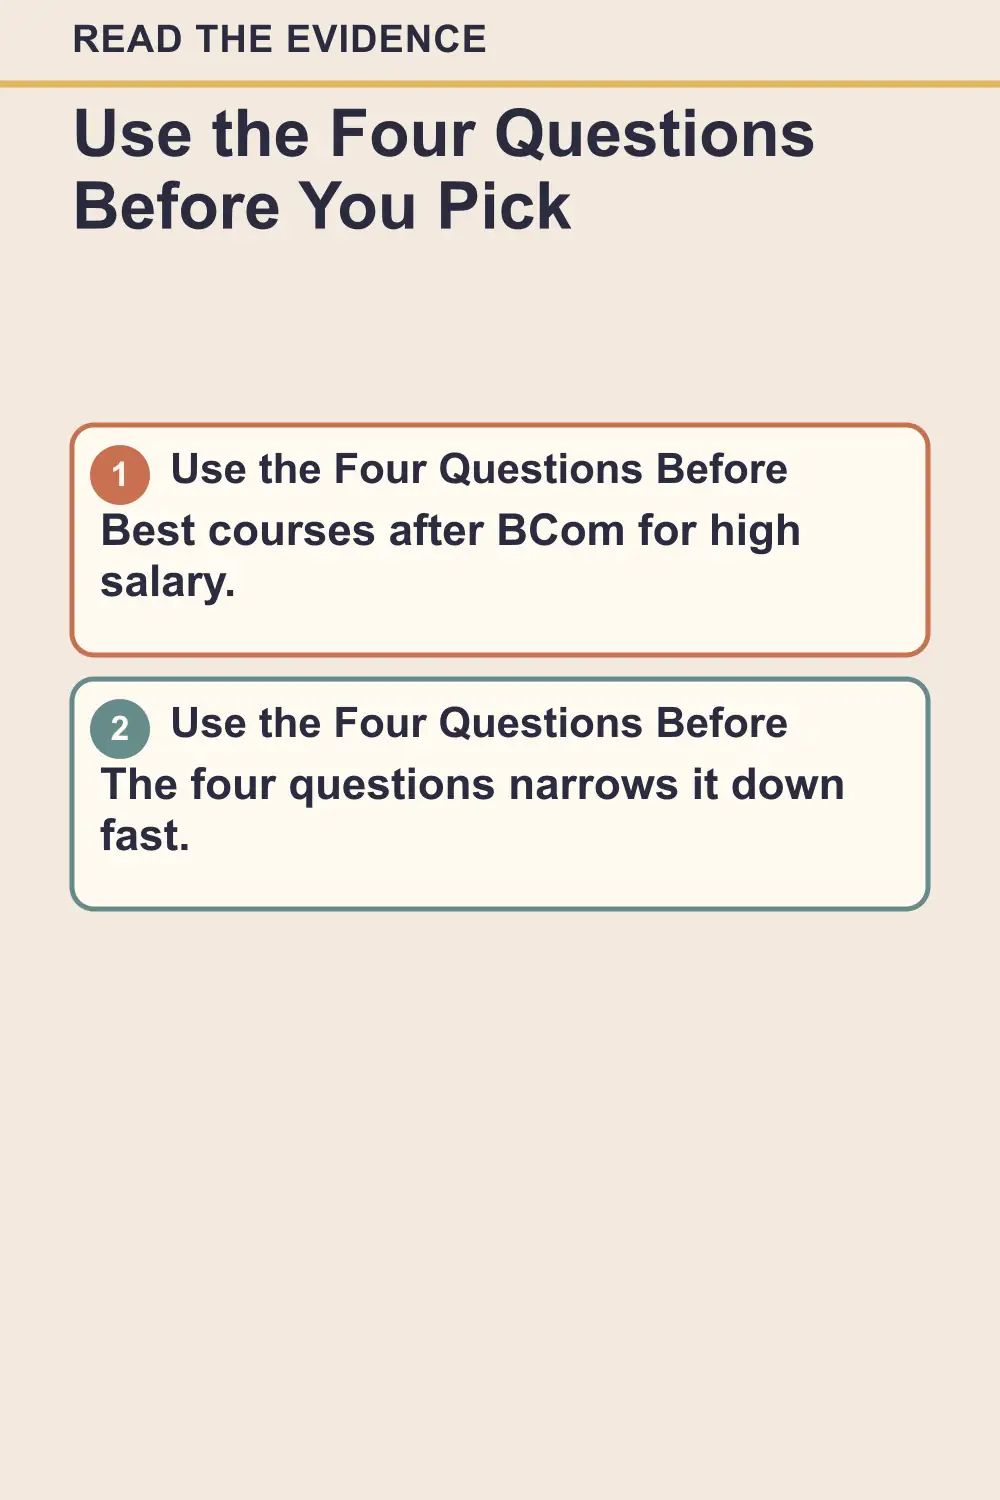 READ THE EVIDENCE
Use the Four Questions
Before You Pick
1 Use the Four Questions Before
Best courses after BCom for high
salary.
2 Use the Four Questions Before
The four questions narrows it down
fast.